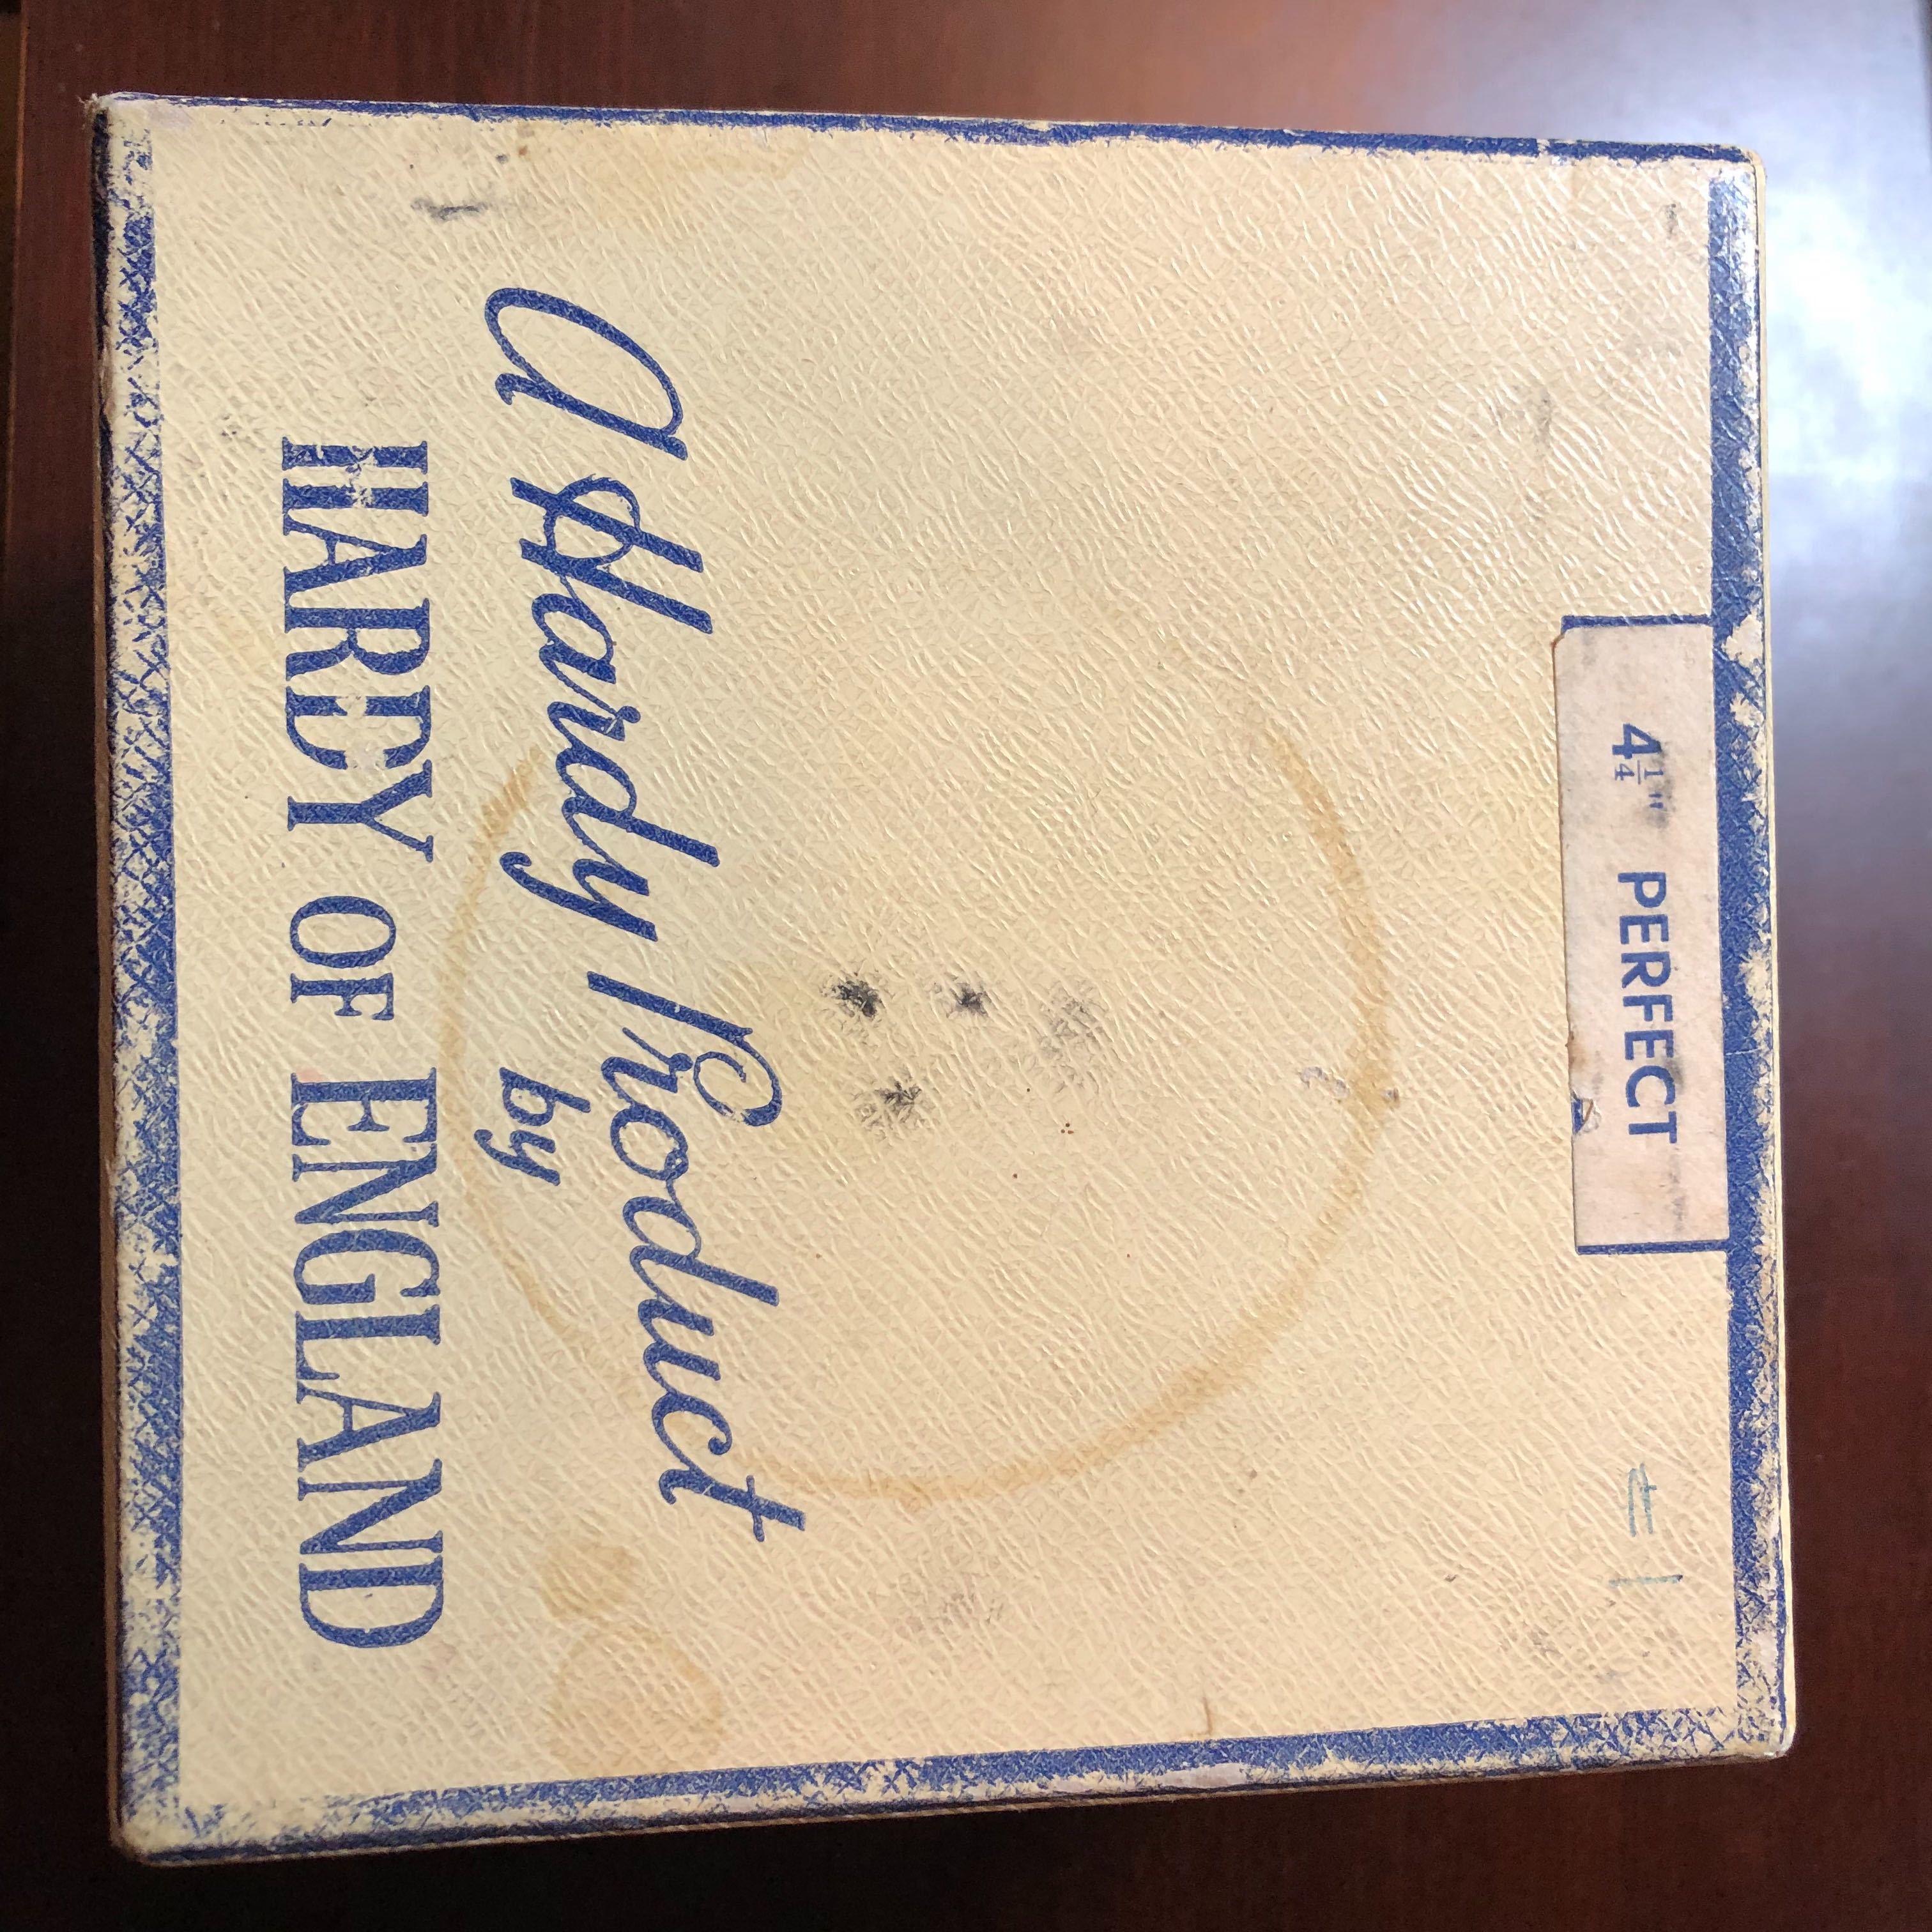 4¼" PERFECT
A Hardy Product
by
HARDY OF ENGLAND